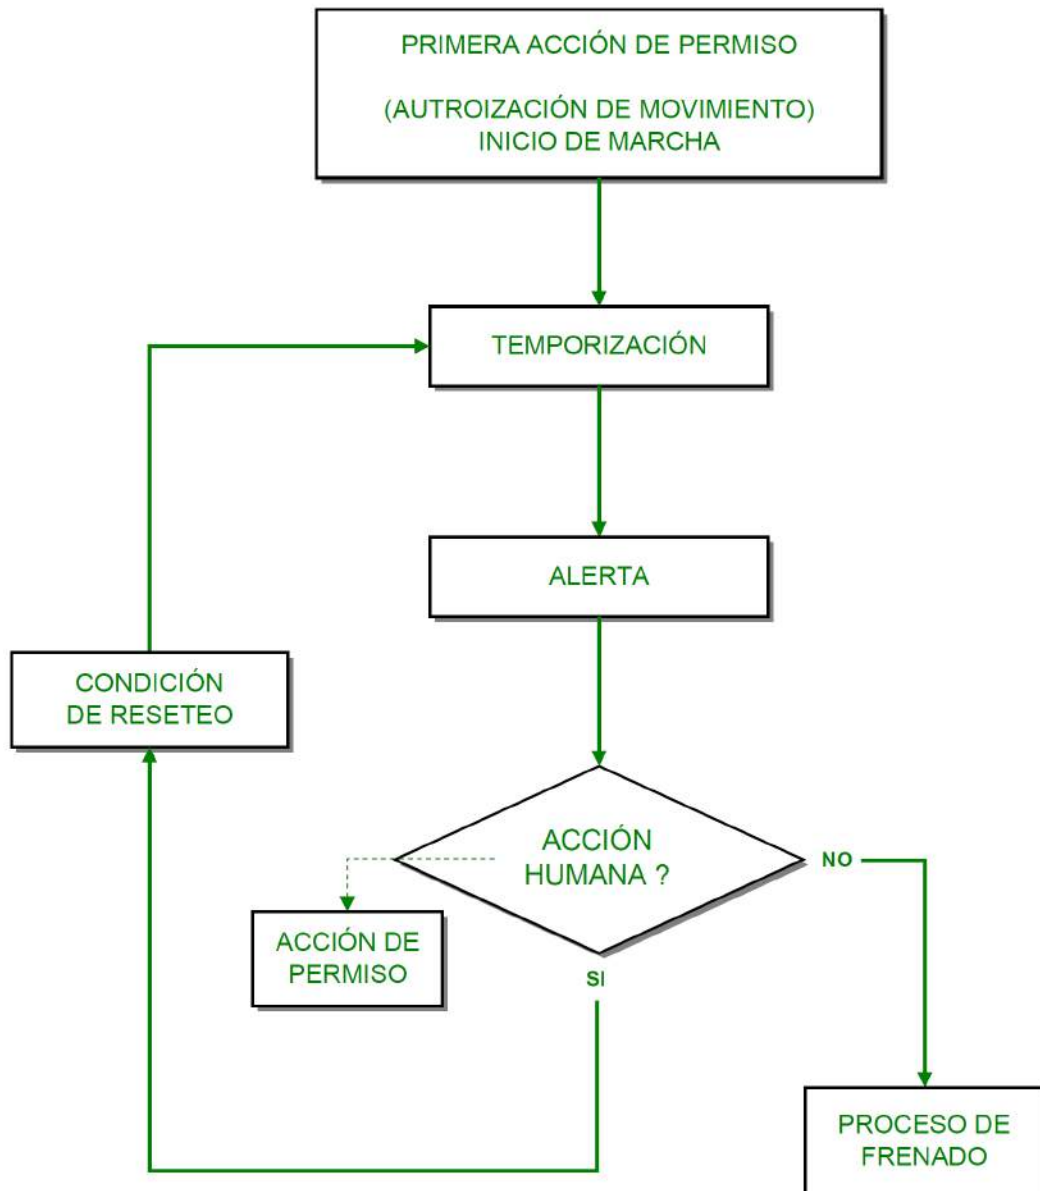 PRIMERA ACCIÓN DE PERMISO
(AUTROIZACIÓN DE MOVIMIENTO)
INICIO DE MARCHA
TEMPORIZACIÓN
ALERTA
CONDICIÓN
DE RESETEO
ACCIÓN
HUMANA ?
NO
ACCIÓN DE
PERMISO
SI
PROCESO DE
FRENADO